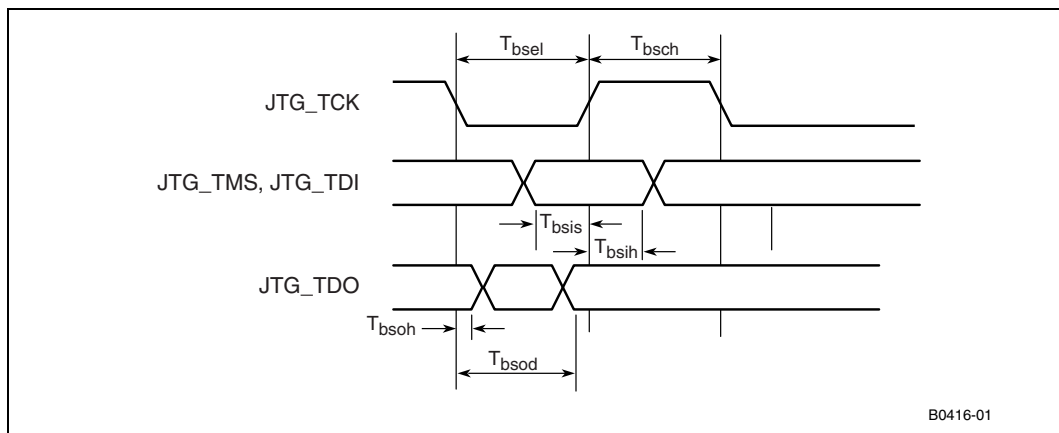 T_bsel
T_bsch
JTG_TCK
JTG_TMS, JTG_TDI
T_bsis
T_bsih
JTG_TDO
T_bsoh
T_bsod
B0416-01